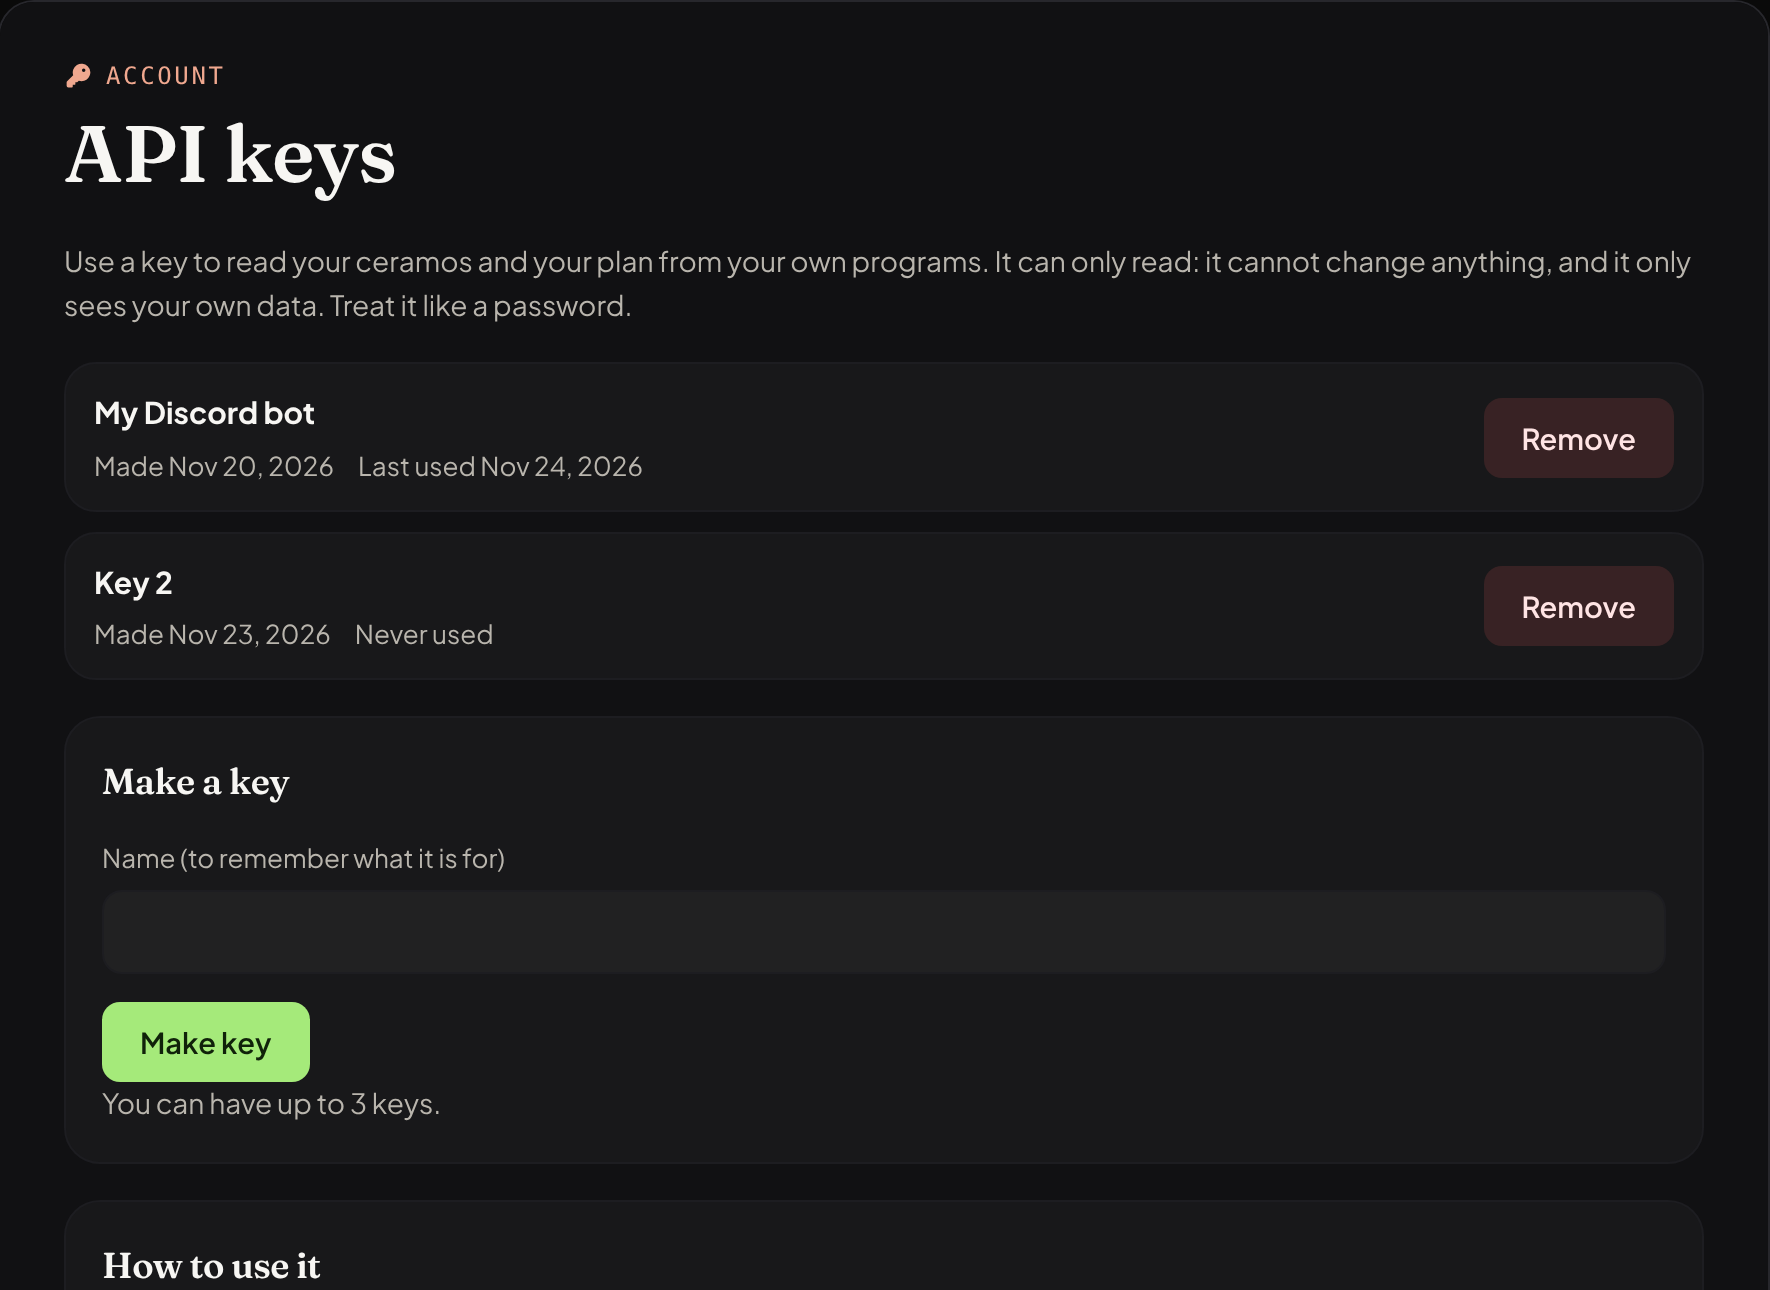 ACCOUNT
API keys
Use a key to read your ceramos and your plan from your own programs. It can only read: it cannot change anything, and it only
sees your own data. Treat it like a password.
My Discord bot
Made Nov 20, 2026 Last used Nov 24, 2026
Remove
Key 2
Made Nov 23, 2026 Never used
Remove
Make a key
Name (to remember what it is for)
Make key
You can have up to 3 keys.
How to use it